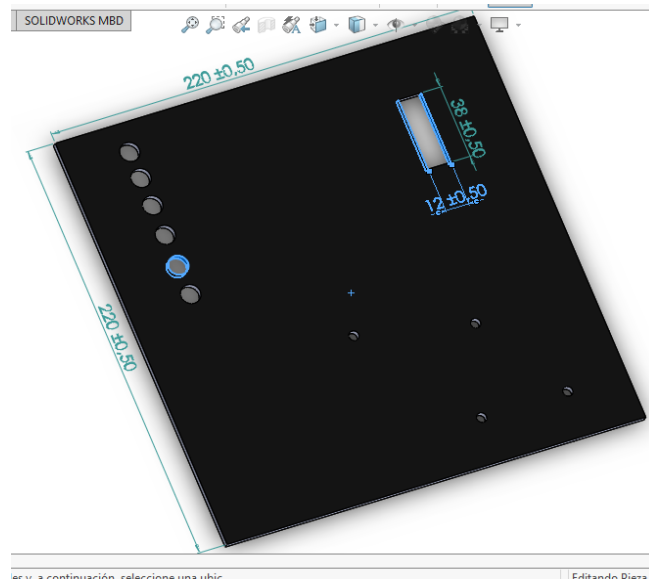 SOLIDWORKS MBD
220 ±0,50
38 ±0,50
12 ±0,50
220 ±0,50
es y, a continuación, seleccione una ubic
Editando Pieza